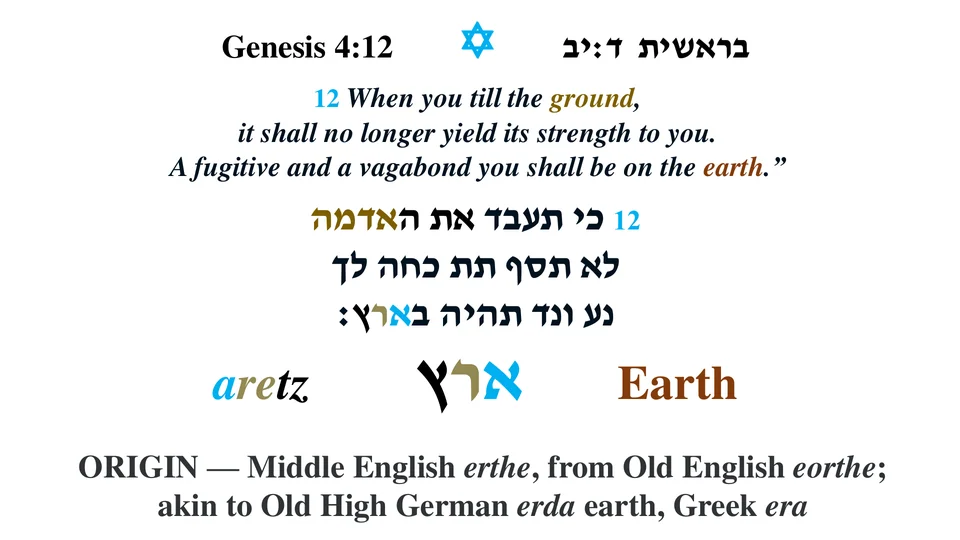 Genesis 4:12 ✡ בראשית ד:יב
12 When you till the ground,
it shall no longer yield its strength to you.
A fugitive and a vagabond you shall be on the earth.”
12 כי תעבד את האדמה
לא תסף תת כחה לך
נע ונד תהיה בארץ:
aretz ארץ Earth
ORIGIN — Middle English erthe, from Old English eorthe;
akin to Old High German erda earth, Greek era